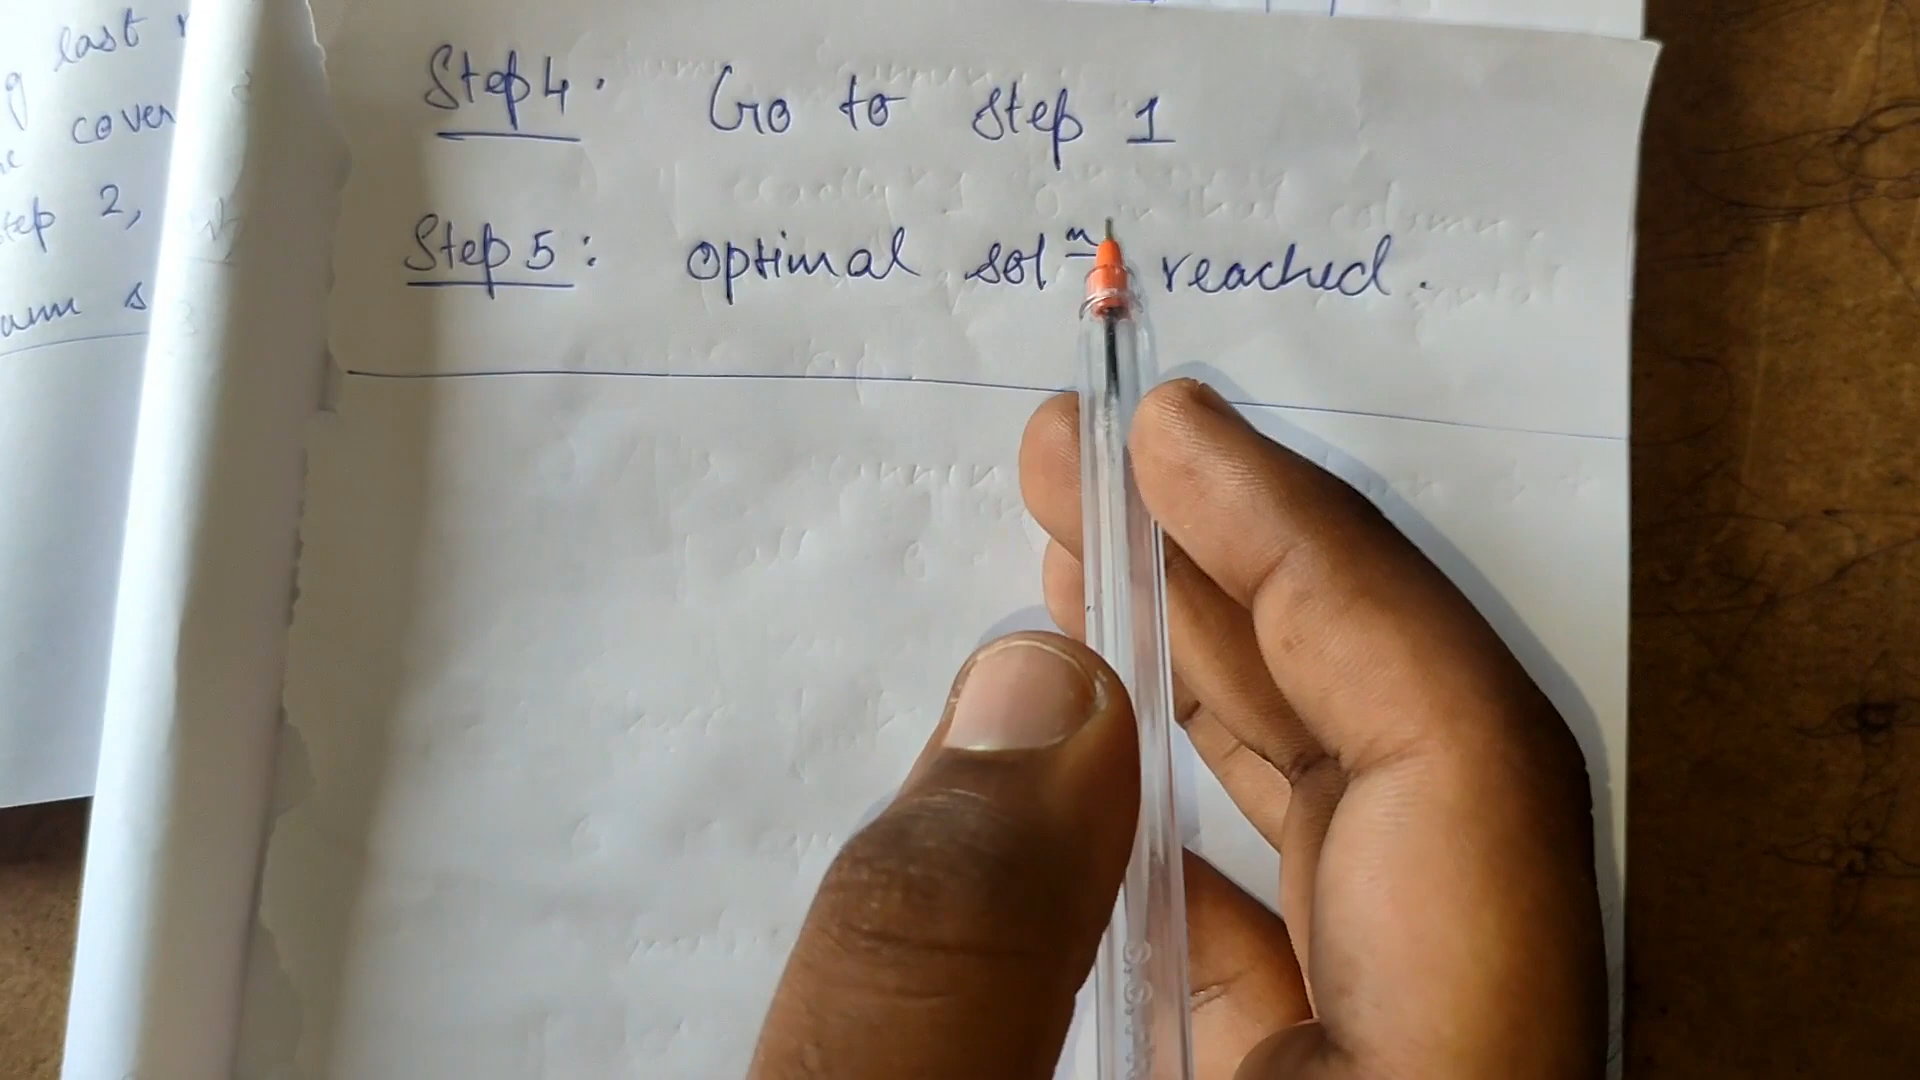 last
cover
step 2,
Step 4. Go to step 1
Step 5: optimal solⁿ reached.